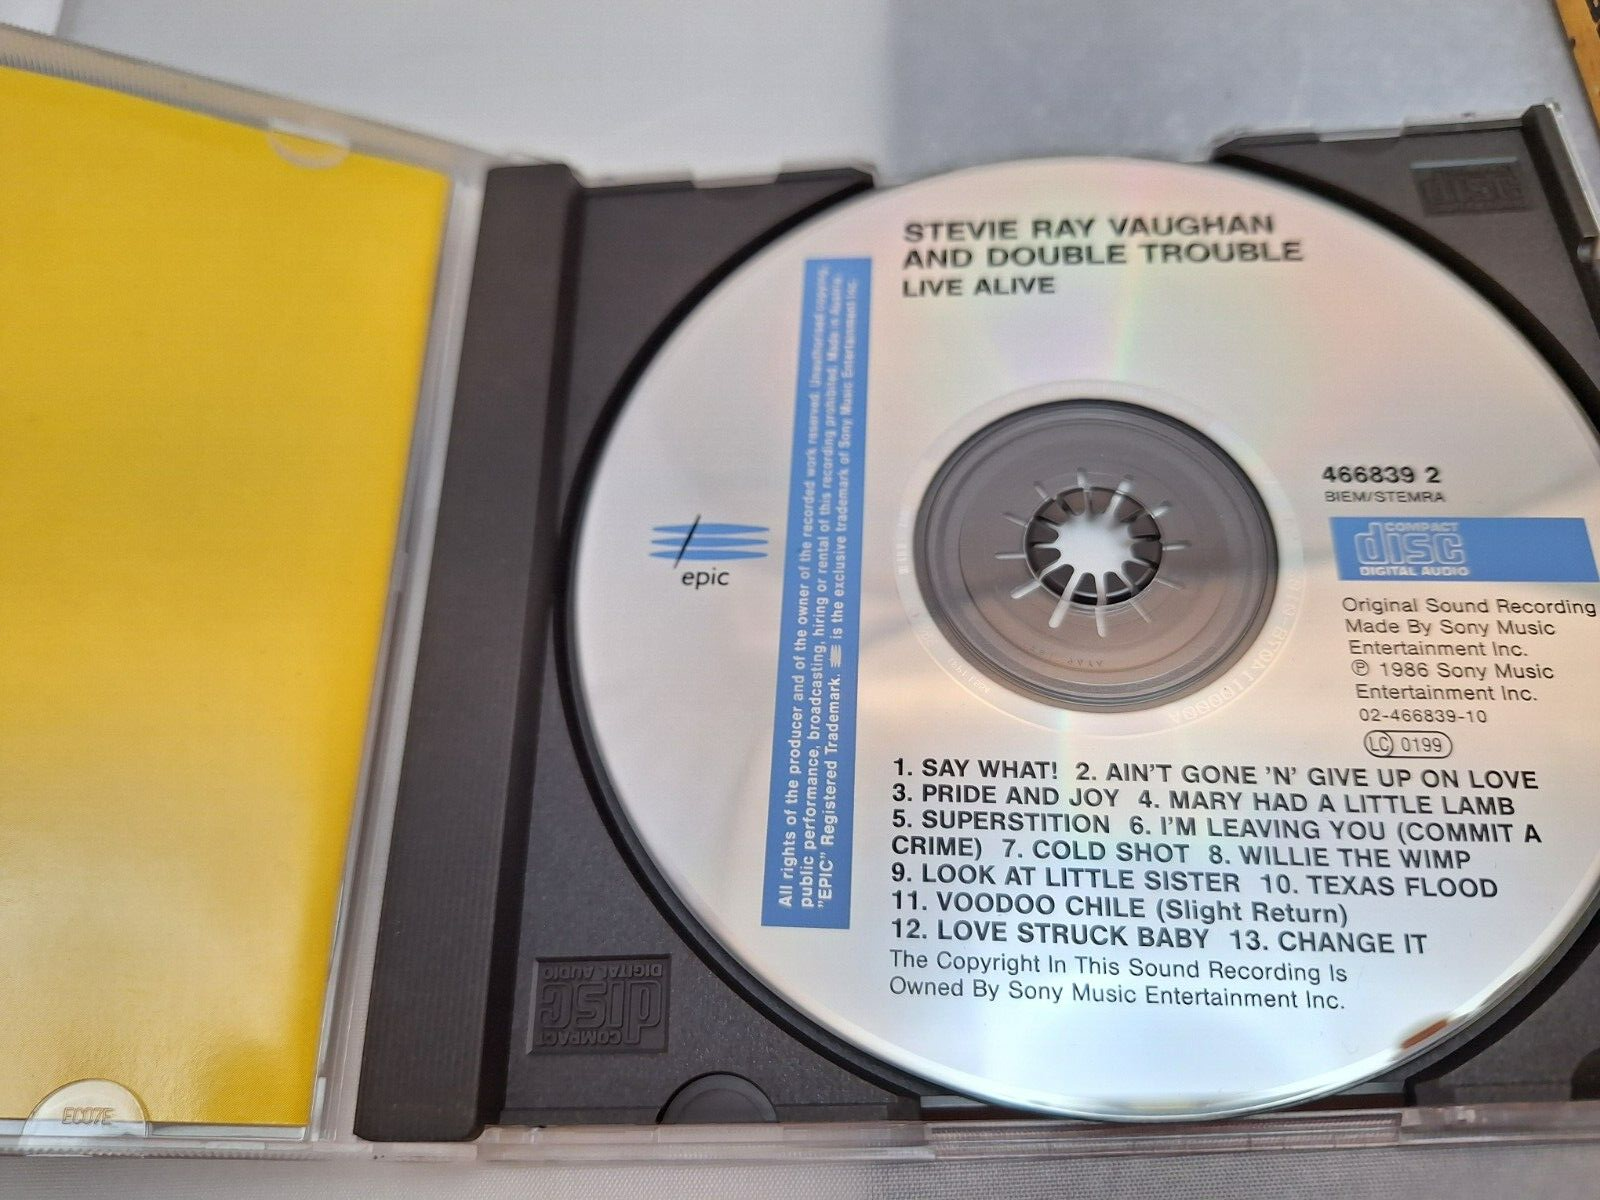 STEVIE RAY VAUGHAN
AND DOUBLE TROUBLE
LIVE ALIVE
All rights of the producer and of the owner of the recorded work reserved. Unauthorised copying,
public performance, broadcasting, hiring or rental of this recording prohibited. Made in Austria.
"EPIC" Registered Trademark. is the exclusive trademark of Sony Music Entertainment Inc.
epic
466839 2
BIEM/STEMRA
COMPACT
disc
DIGITAL AUDIO
Original Sound Recording
Made By Sony Music
Entertainment Inc.
℗ 1986 Sony Music
Entertainment Inc.
02-466839-10
LC 0199
1. SAY WHAT! 2. AIN'T GONE 'N' GIVE UP ON LOVE
3. PRIDE AND JOY 4. MARY HAD A LITTLE LAMB
5. SUPERSTITION 6. I'M LEAVING YOU (COMMIT A
CRIME) 7. COLD SHOT 8. WILLIE THE WIMP
9. LOOK AT LITTLE SISTER 10. TEXAS FLOOD
11. VOODOO CHILE (Slight Return)
12. LOVE STRUCK BABY 13. CHANGE IT
The Copyright In This Sound Recording Is
Owned By Sony Music Entertainment Inc.
disc
COMPACT
disc
DIGITAL AUDIO
EC07E